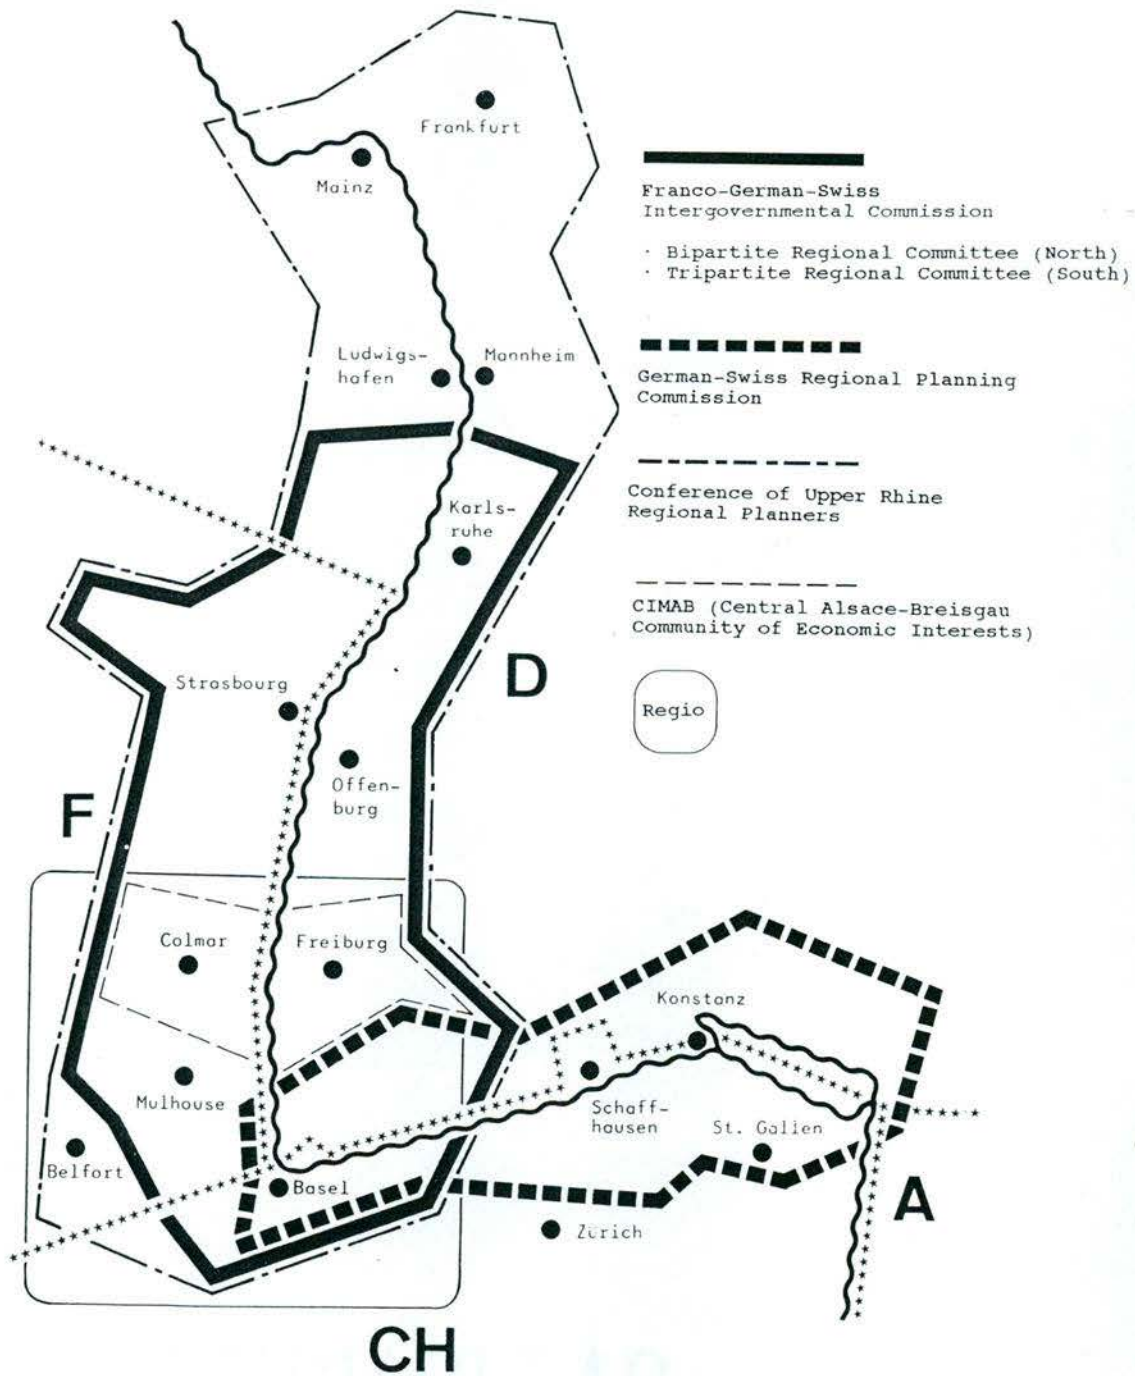 Frankfurt
Mainz
Franco-German-Swiss
Intergovernmental Commission
· Bipartite Regional Committee (North)
· Tripartite Regional Committee (South)
Ludwigs-
hafen
Mannheim
German-Swiss Regional Planning
Commission
Karls-
ruhe
Conference of Upper Rhine
Regional Planners
CIMAB (Central Alsace-Breisgau
Community of Economic Interests)
Strasbourg
D
Regio
Offen-
burg
F
Colmar
Freiburg
Konstanz
Mulhouse
Schaff-
hausen
St. Galien
Belfort
Basel
Zürich
A
CH